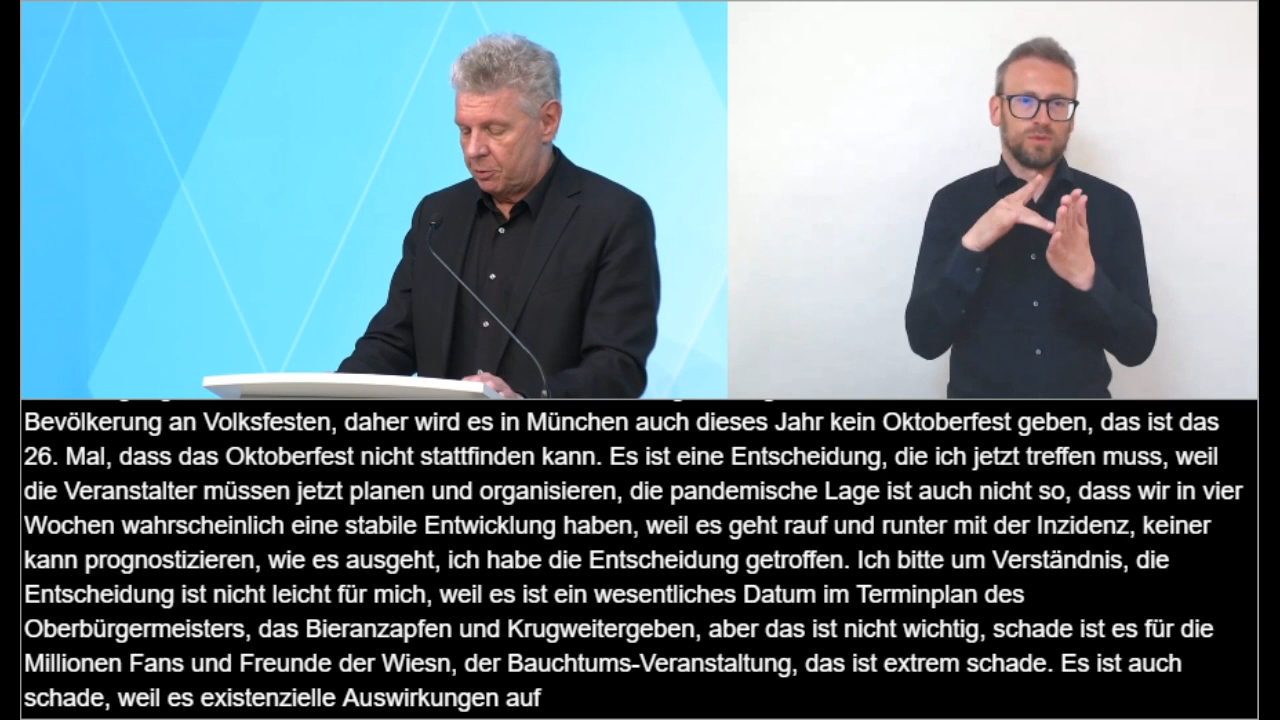 Bevölkerung an Volksfesten, daher wird es in München auch dieses Jahr kein Oktoberfest geben, das ist das
26. Mal, dass das Oktoberfest nicht stattfinden kann. Es ist eine Entscheidung, die ich jetzt treffen muss, weil
die Veranstalter müssen jetzt planen und organisieren, die pandemische Lage ist auch nicht so, dass wir in vier
Wochen wahrscheinlich eine stabile Entwicklung haben, weil es geht rauf und runter mit der Inzidenz, keiner
kann prognostizieren, wie es ausgeht, ich habe die Entscheidung getroffen. Ich bitte um Verständnis, die
Entscheidung ist nicht leicht für mich, weil es ist ein wesentliches Datum im Terminplan des
Oberbürgermeisters, das Bieranzapfen und Krugweitergeben, aber das ist nicht wichtig, schade ist es für die
Millionen Fans und Freunde der Wiesn, der Bauchtums-Veranstaltung, das ist extrem schade. Es ist auch
schade, weil es existenzielle Auswirkungen auf